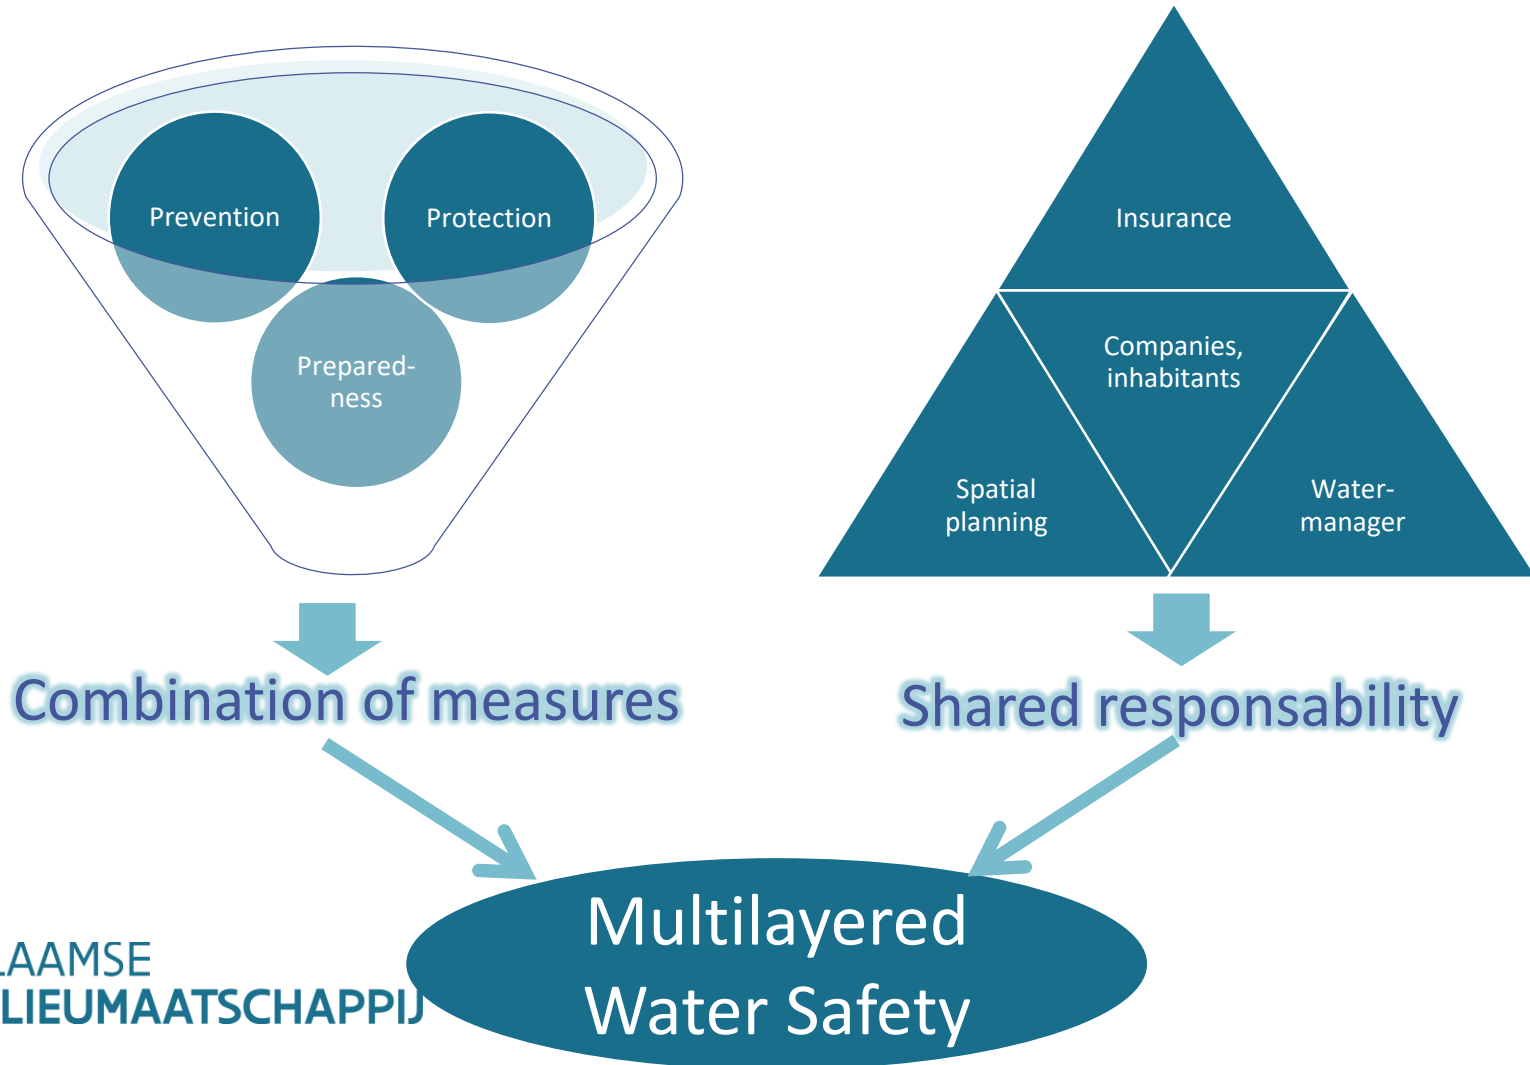 Prevention
Protection
Prepared-
ness
Insurance
Companies,
inhabitants
Spatial
planning
Water-
manager
Combination of measures
Shared responsability
Multilayered
Water Safety
LAAMSE
LIEUMAATSCHAPPIJ